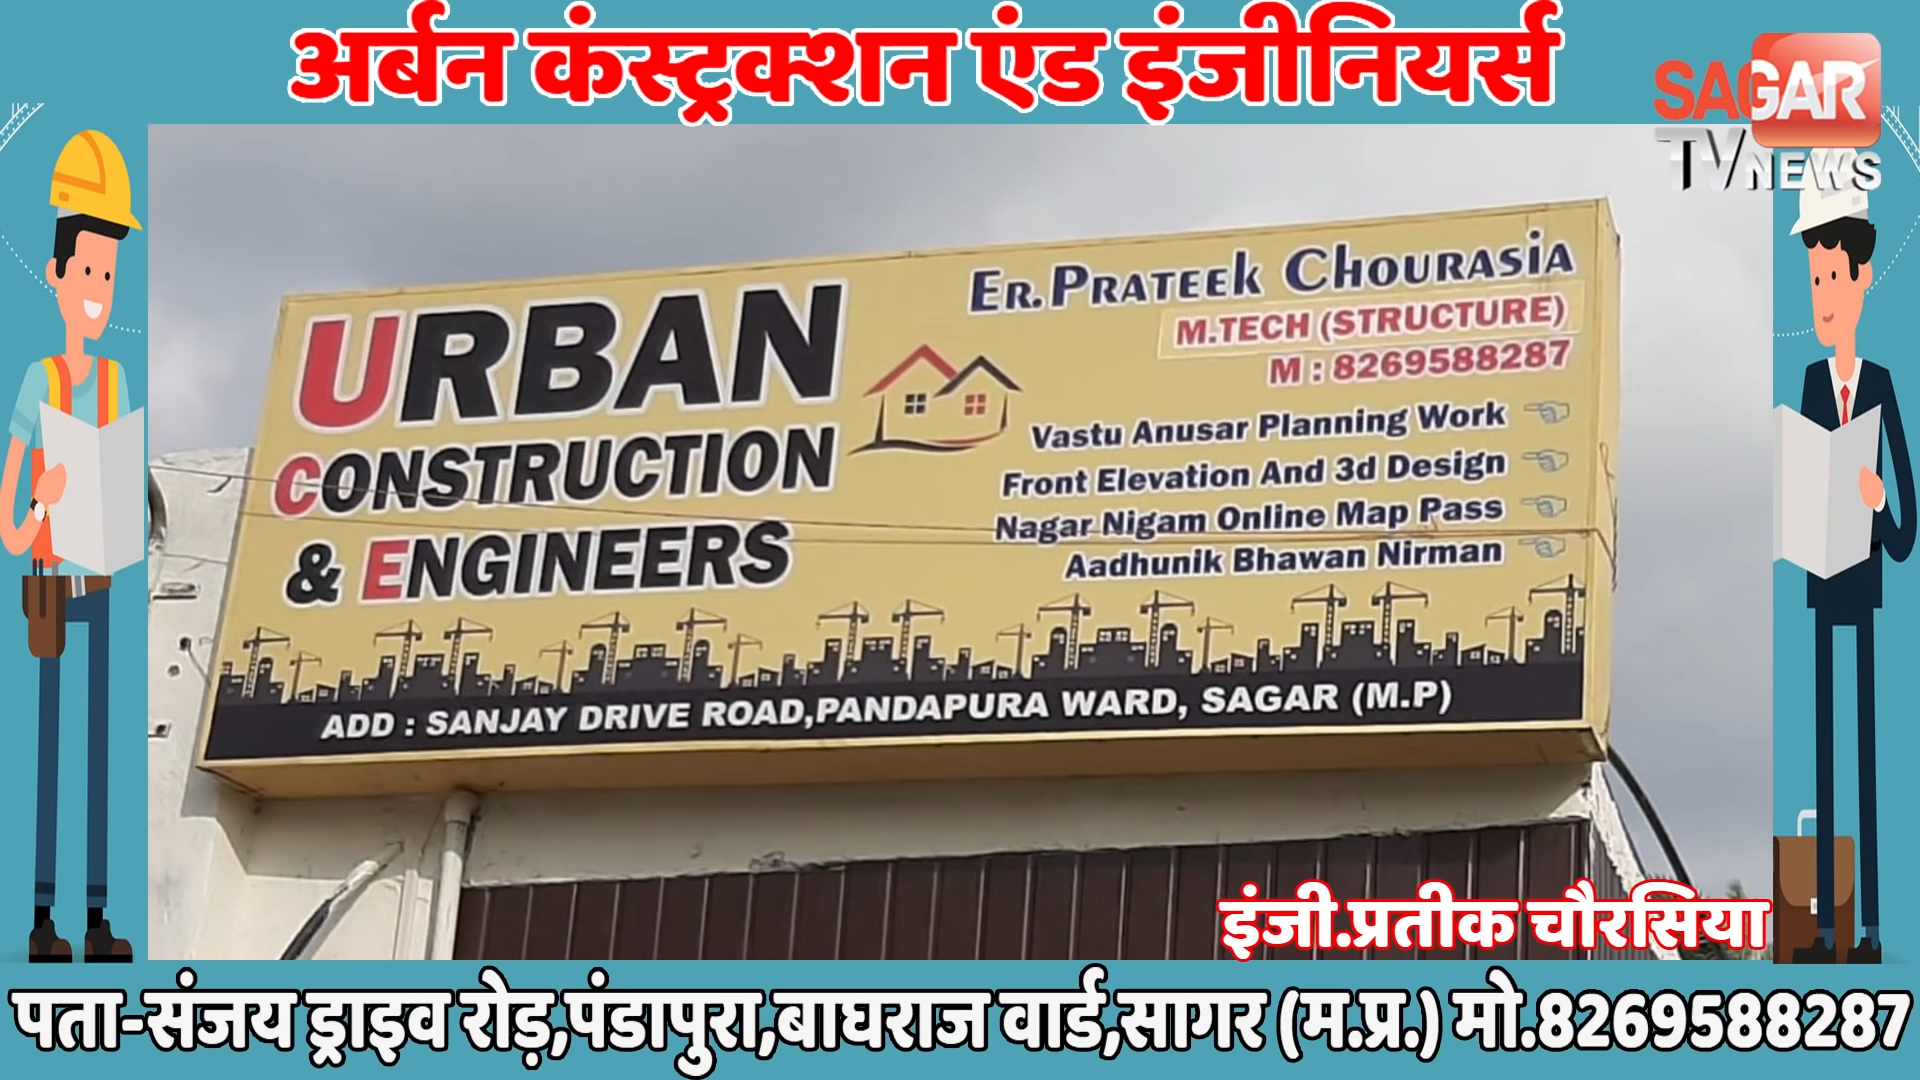 अर्बन कंस्ट्रक्शन एंड इंजीनियर्स
SAGAR
TV NEWS
URBAN
CONSTRUCTION
& ENGINEERS
ER. PRATEEK CHOURASIA
M.TECH (STRUCTURE)
M : 8269588287
Vastu Anusar Planning Work
Front Elevation And 3d Design
Nagar Nigam Online Map Pass
Aadhunik Bhawan Nirman
ADD : SANJAY DRIVE ROAD,PANDAPURA WARD, SAGAR (M.P)
इंजी.प्रतीक चौरसिया
पता-संजय ड्राइव रोड़,पंडापुरा,बाघराज वार्ड,सागर (म.प्र.) मो.8269588287